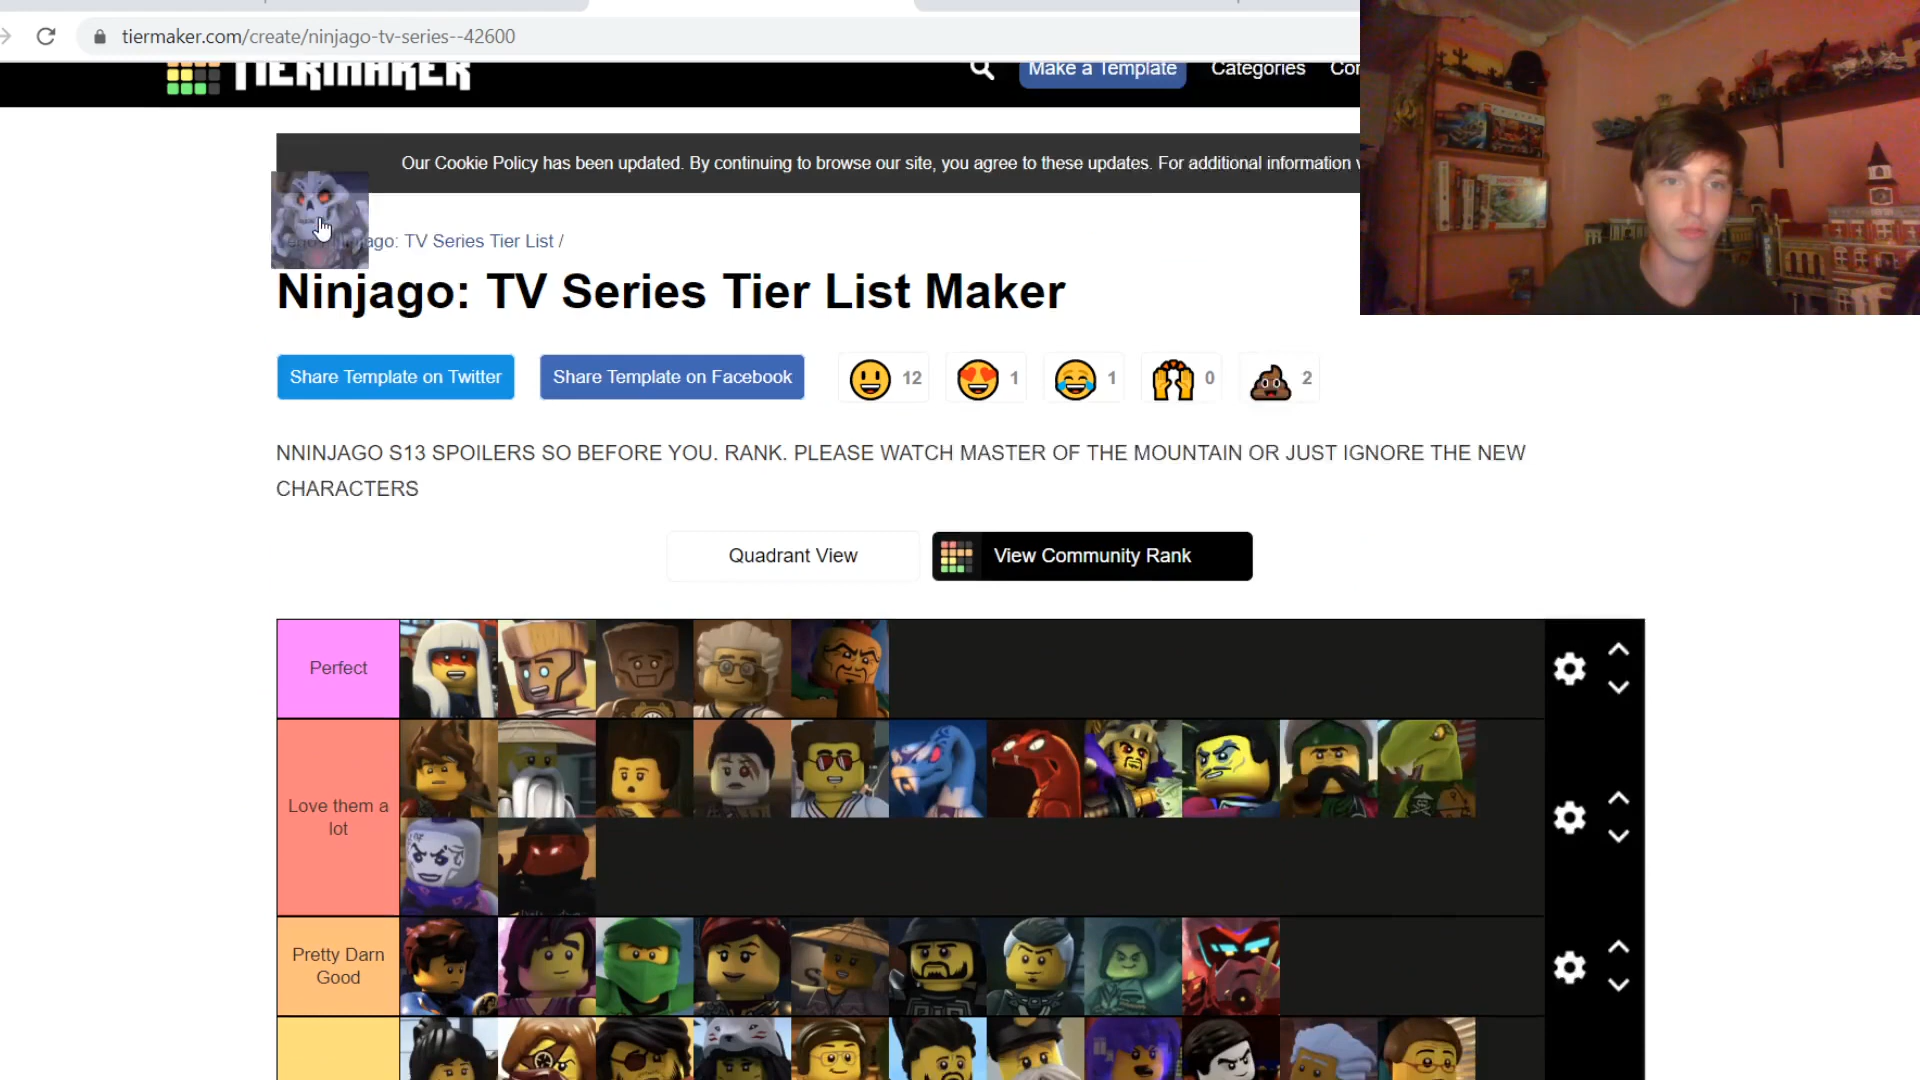 tiermaker.com/create/ninjago-tv-series--42600
TIERMAKER
Make a Template
Categories
Our Cookie Policy has been updated. By continuing to browse our site, you agree to these updates. For additional information
ago: TV Series Tier List /
Ninjago: TV Series Tier List Maker
Share Template on Twitter
Share Template on Facebook
12
1
1
0
2
NNINJAGO S13 SPOILERS SO BEFORE YOU. RANK. PLEASE WATCH MASTER OF THE MOUNTAIN OR JUST IGNORE THE NEW
CHARACTERS
Quadrant View
View Community Rank
Perfect
Love them a
lot
Pretty Darn
Good